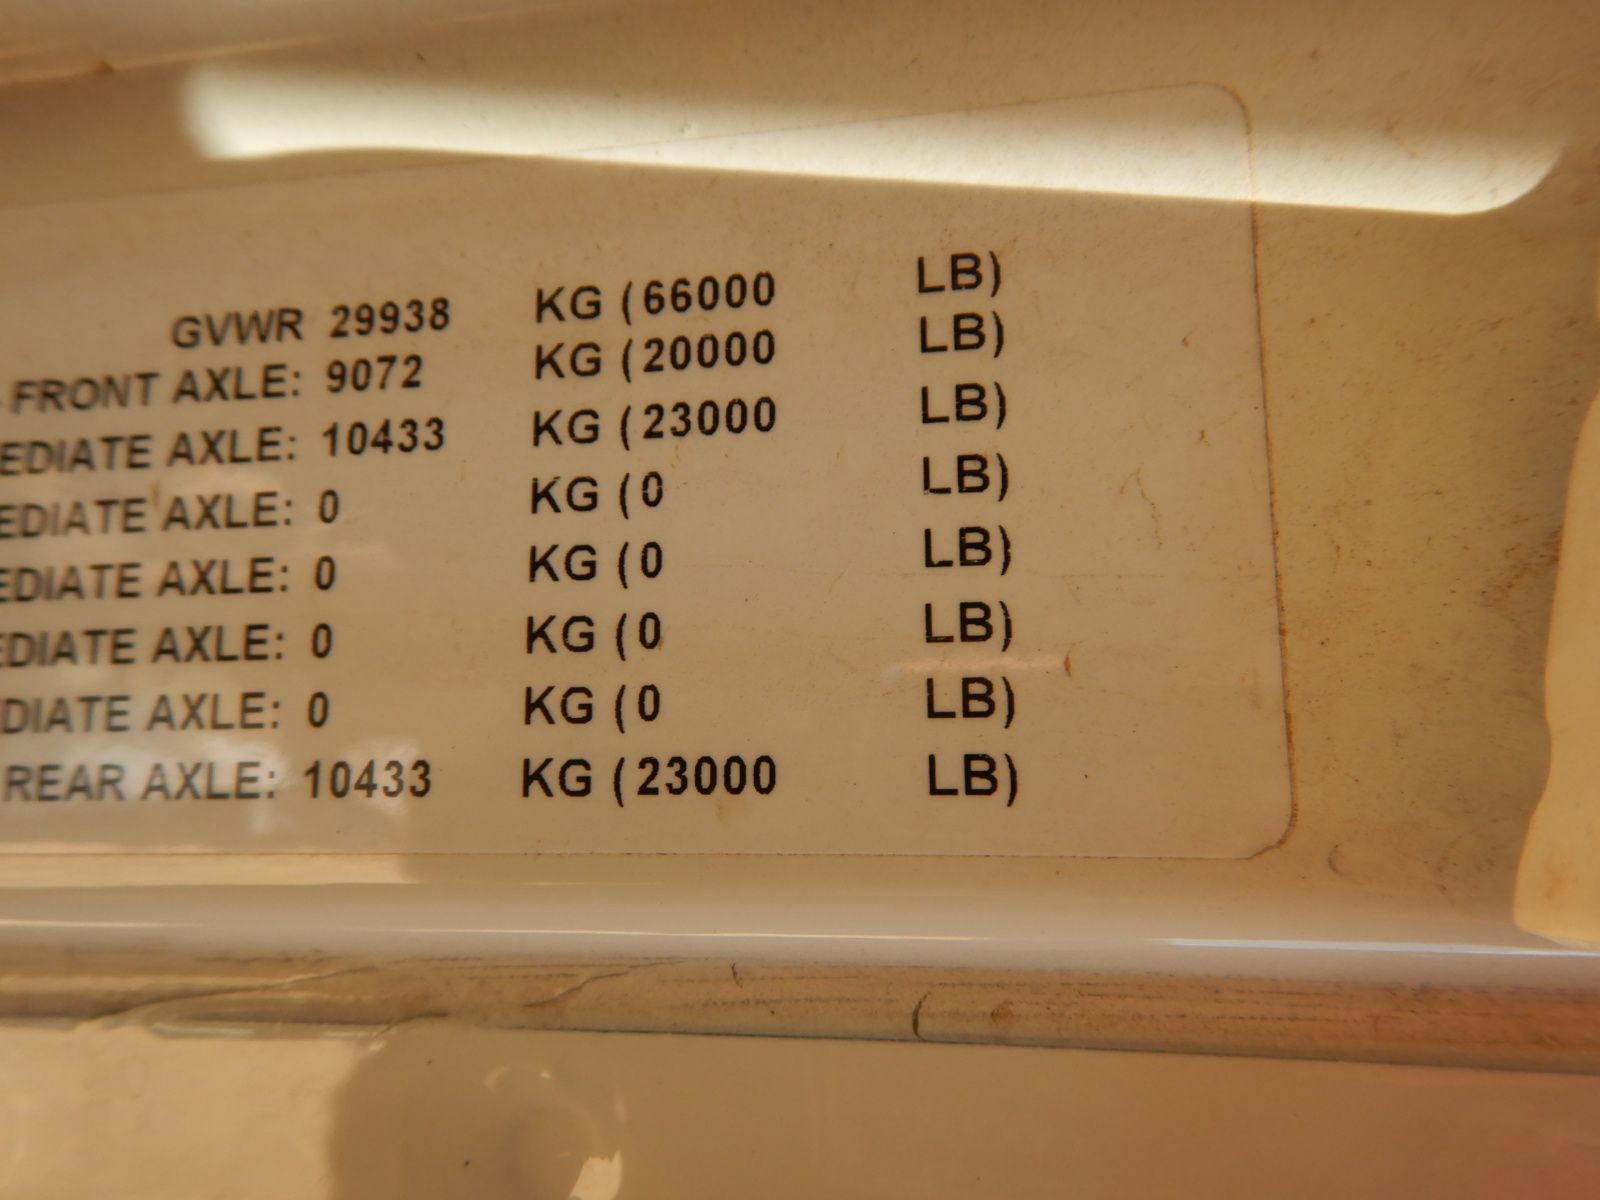 GVWR 29938 KG (66000 LB)
- FRONT AXLE: 9072 KG (20000 LB)
EDIATE AXLE: 10433 KG (23000 LB)
EDIATE AXLE: 0 KG (0 LB)
EDIATE AXLE: 0 KG (0 LB)
EDIATE AXLE: 0 KG (0 LB)
DIATE AXLE: 0 KG (0 LB)
REAR AXLE: 10433 KG (23000 LB)